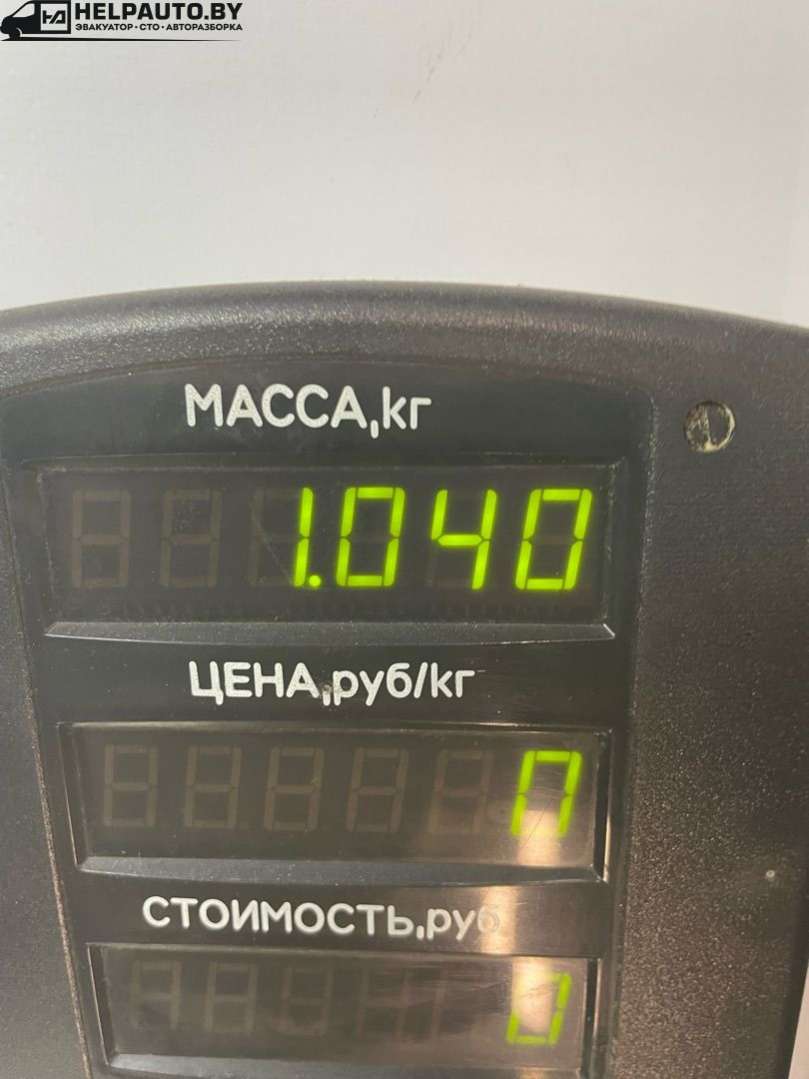 HELPAUTO.BY
ЭВАКУАТОР • СТО • АВТОРАЗБОРКА
МАССА,кг
1.040
ЦЕНА,руб/кг
0
СТОИМОСТЬ,руб
0